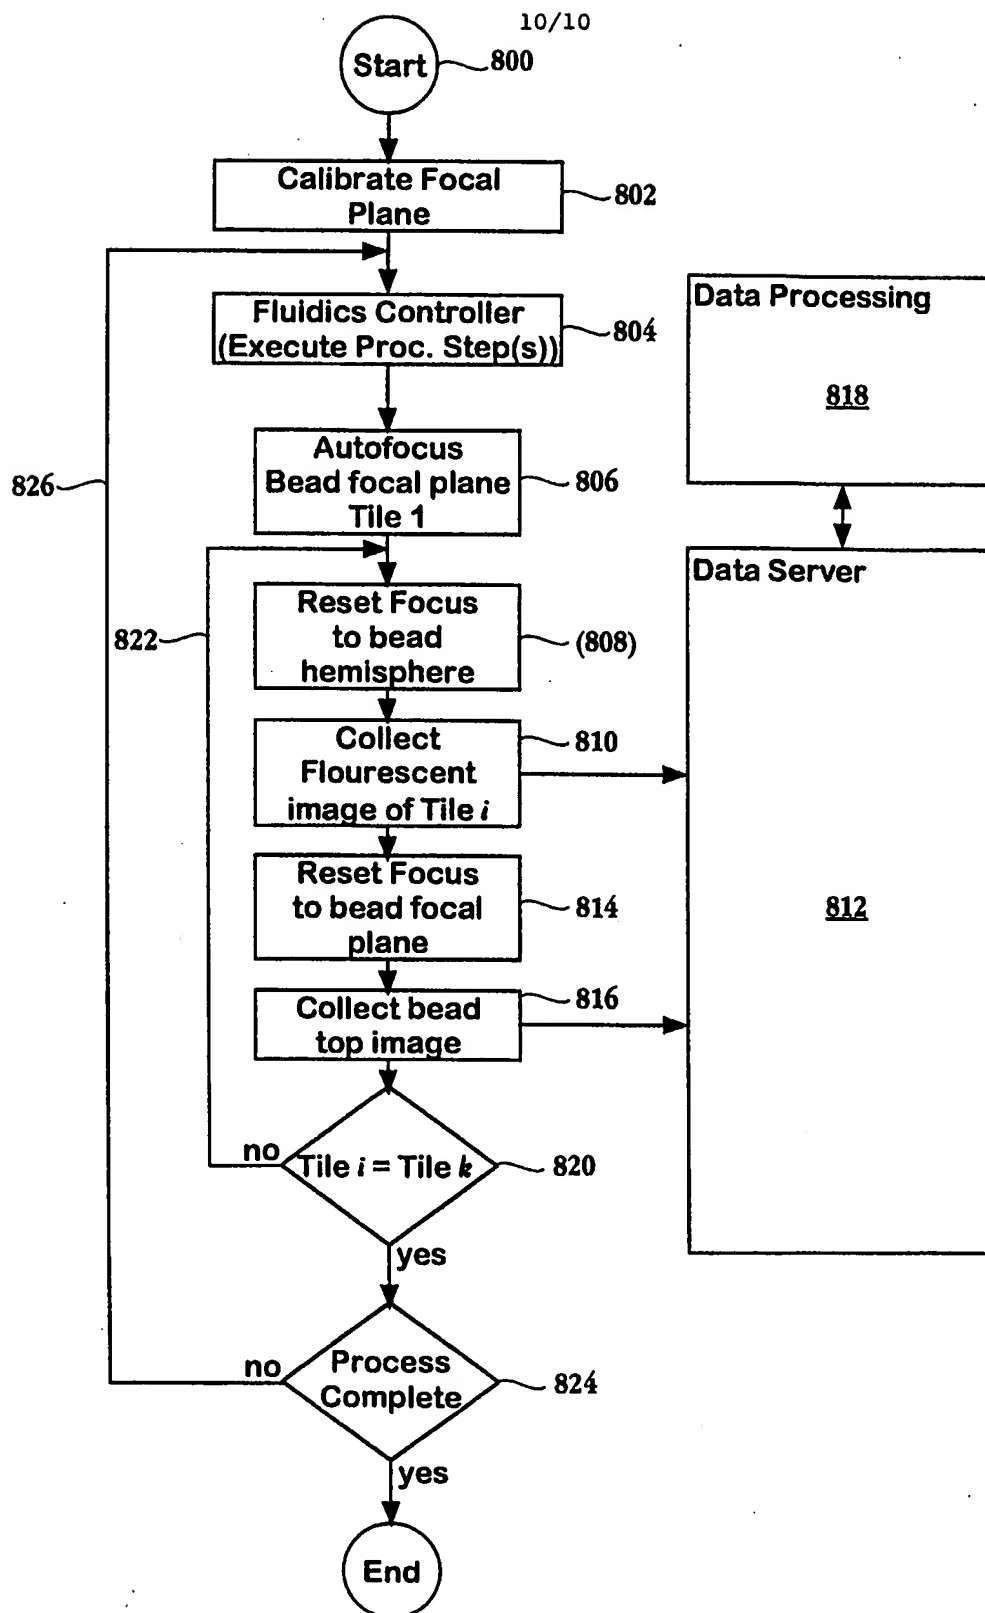 10/10
Start
800
Calibrate Focal
Plane
802
Fluidics Controller
(Execute Proc. Step(s))
804
Data Processing
818
Autofocus
Bead focal plane
Tile 1
806
826
Data Server
812
Reset Focus
to bead
hemisphere
(808)
822
Collect
Flourescent
image of Tile i
810
Reset Focus
to bead focal
plane
814
Collect bead
top image
816
no
Tile i = Tile k
820
yes
no
Process
Complete
824
yes
End